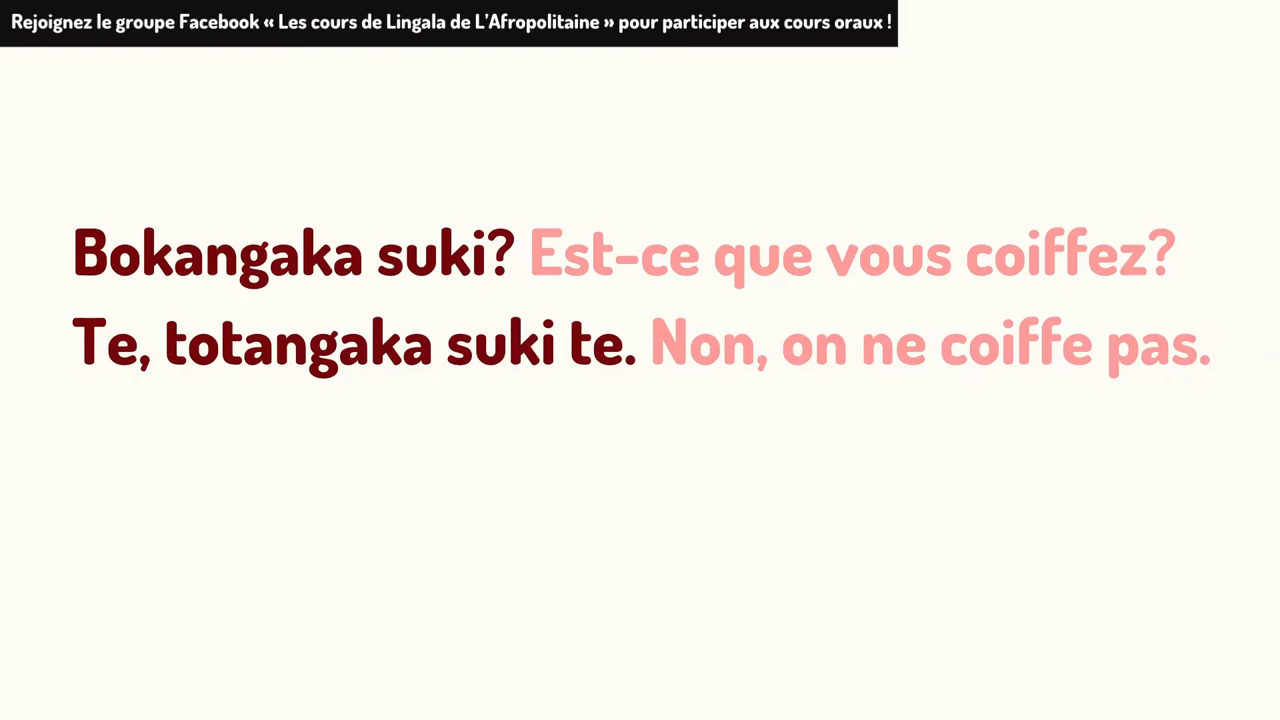 Rejoignez le groupe Facebook « Les cours de Lingala de L’Afropolitaine » pour participer aux cours oraux !
Bokangaka suki? Est-ce que vous coiffez?
Te, totangaka suki te. Non, on ne coiffe pas.